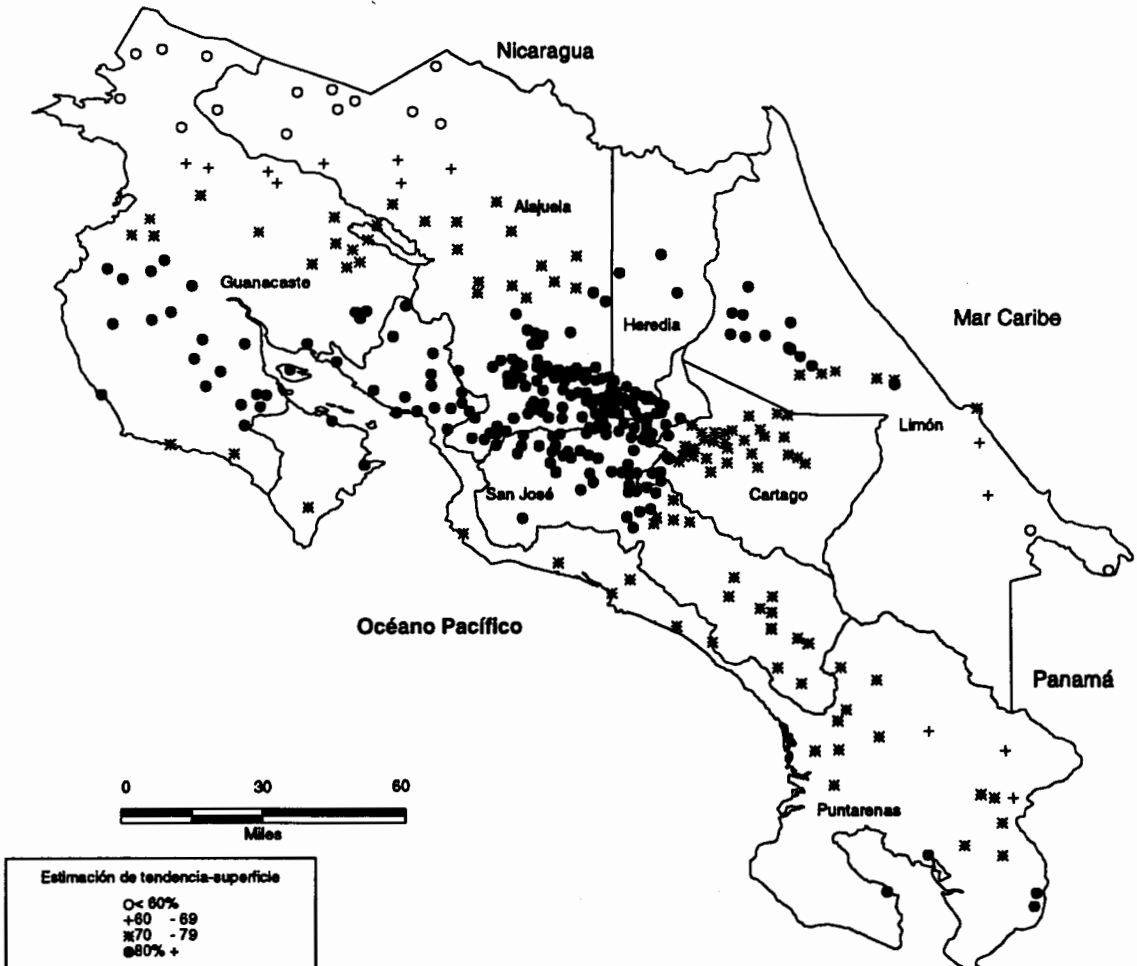 Nicaragua
Alajuela
Guanacaste
Heredia
Mar Caribe
Limón
San José
Cartago
Océano Pacífico
Panamá
Puntarenas
0 30 60
Miles
Estimación de tendencia-superficie
< 60%
60 - 69
70 - 79
80% +